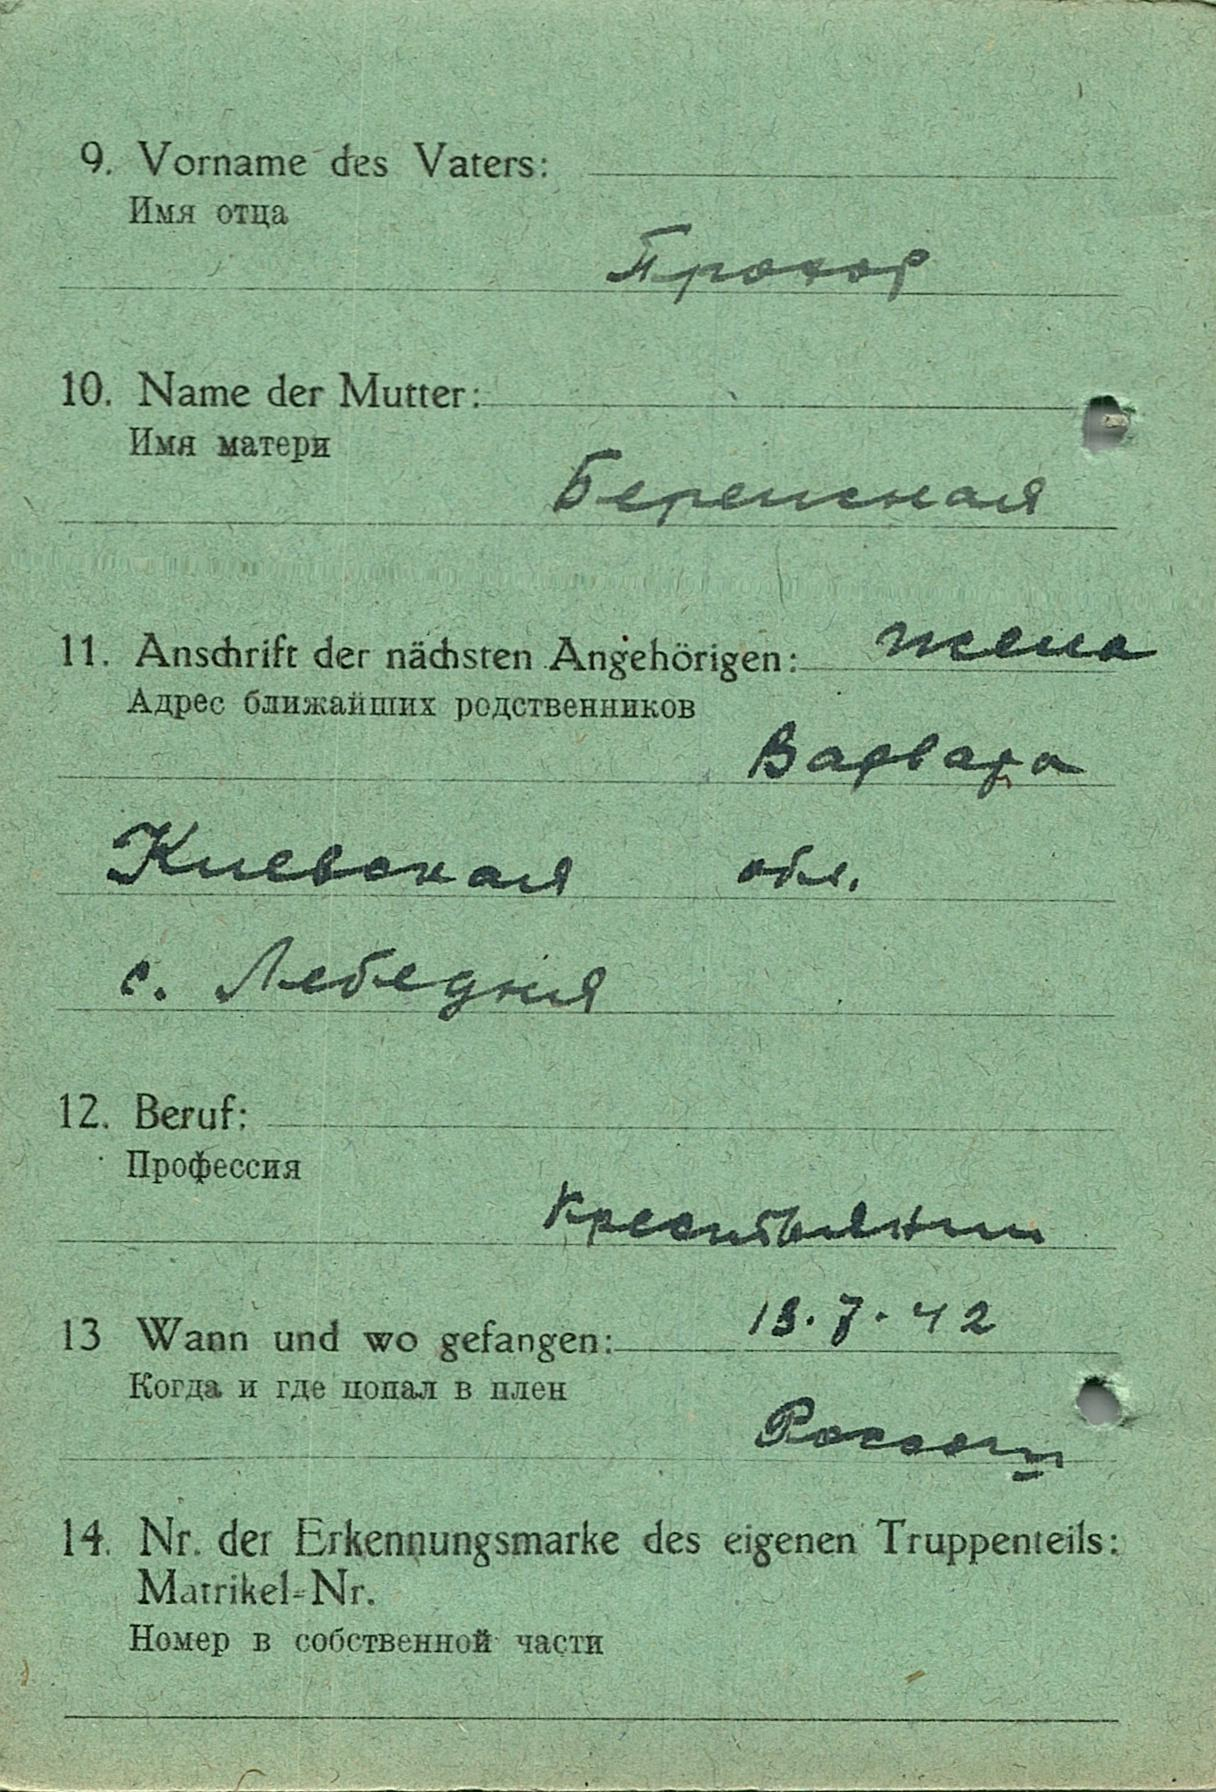 9. Vorname des Vaters:
Имя отца
Прохор
10. Name der Mutter:
Имя матери
11. Anschrift der nächsten Angehörigen: жена
Адрес ближайших родственников
Варвара
Киевская обл.
с. Лебедня
12. Beruf:
Профессия
Крестьянин
13 Wann und wo gefangen: 13.7.42
Когда и где попал в плен
Россошь
14. Nr. der Erkennungsmarke des eigenen Truppenteils:
Matrikel-Nr.
Номер в собственной части